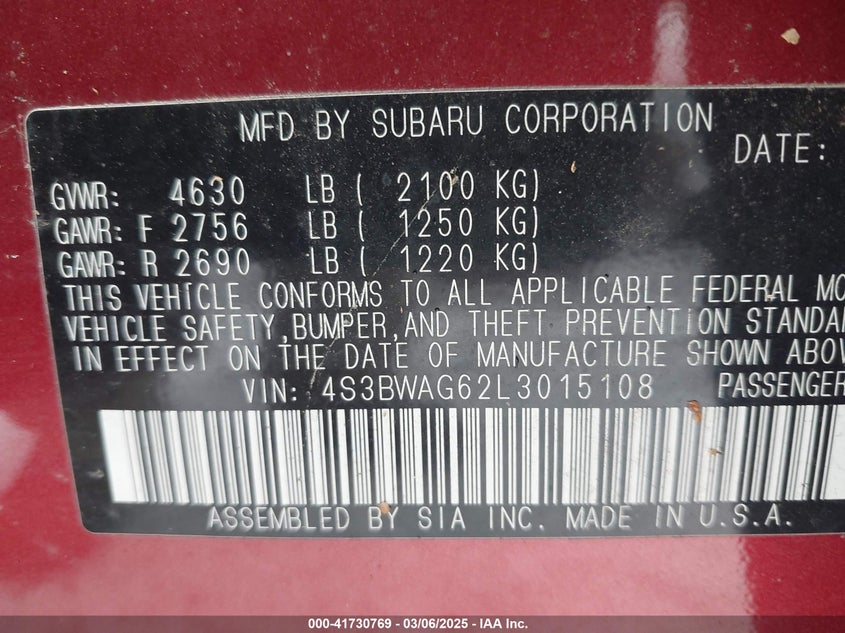 MFD BY SUBARU CORPORATION
DATE:
GVWR: 4630 LB ( 2100 KG)
GAWR: F 2756 LB ( 1250 KG)
GAWR: R 2690 LB ( 1220 KG)
THIS VEHICLE CONFORMS TO ALL APPLICABLE FEDERAL MO
VEHICLE SAFETY,BUMPER,AND THEFT PREVENTION STANDA
IN EFFECT ON THE DATE OF MANUFACTURE SHOWN ABOV
VIN: 4S3BWAG62L3015108 PASSENGER
ASSEMBLED BY SIA INC. MADE IN U.S.A.
000-41730769 - 03/06/2025 - IAA Inc.